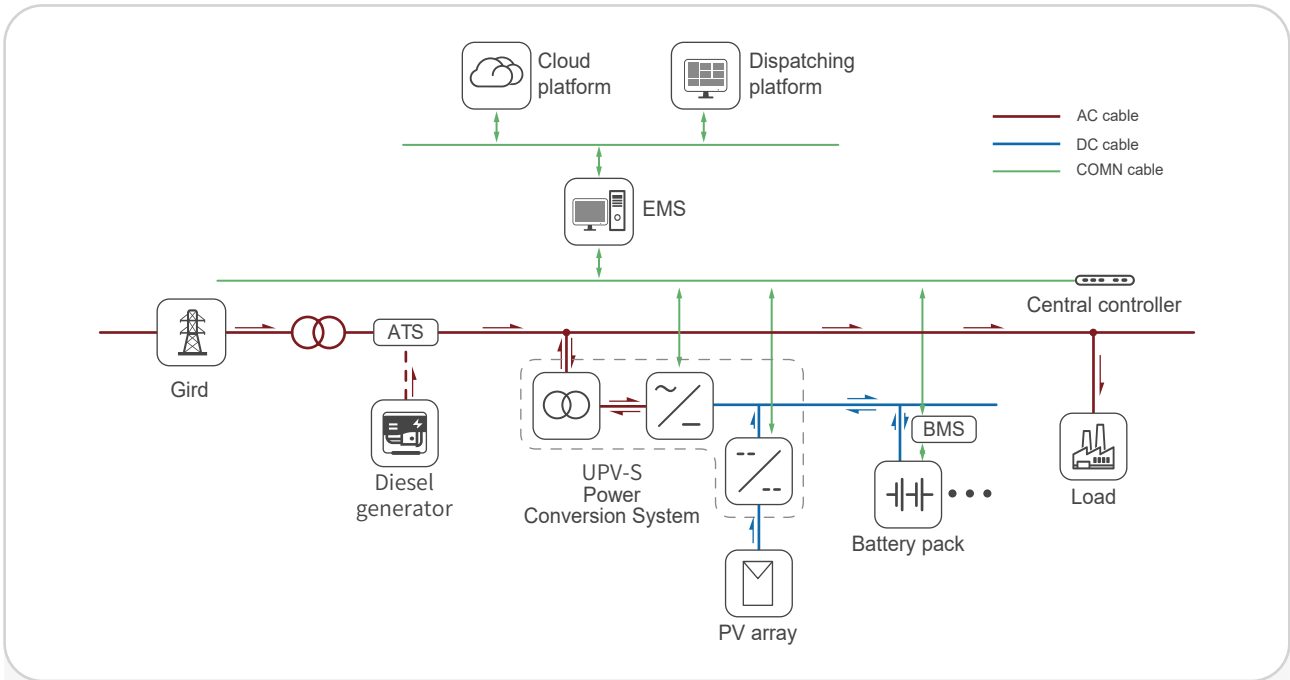 Cloud
platform
Dispatching
platform
AC cable
DC cable
COMN cable
EMS
Central controller
ATS
Gird
BMS
Diesel
generator
UPV-S
Power
Conversion System
Load
Battery pack
PV array